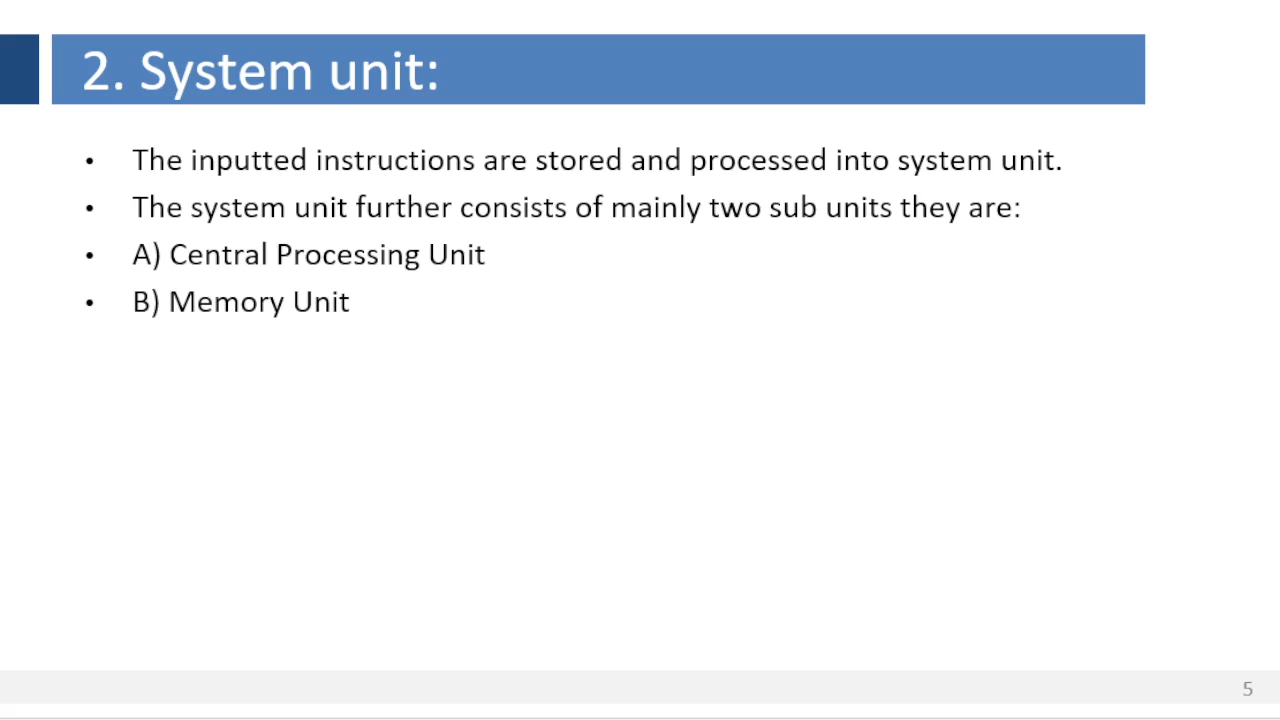 2. System unit:
• The inputted instructions are stored and processed into system unit.
• The system unit further consists of mainly two sub units they are:
• A) Central Processing Unit
• B) Memory Unit
5